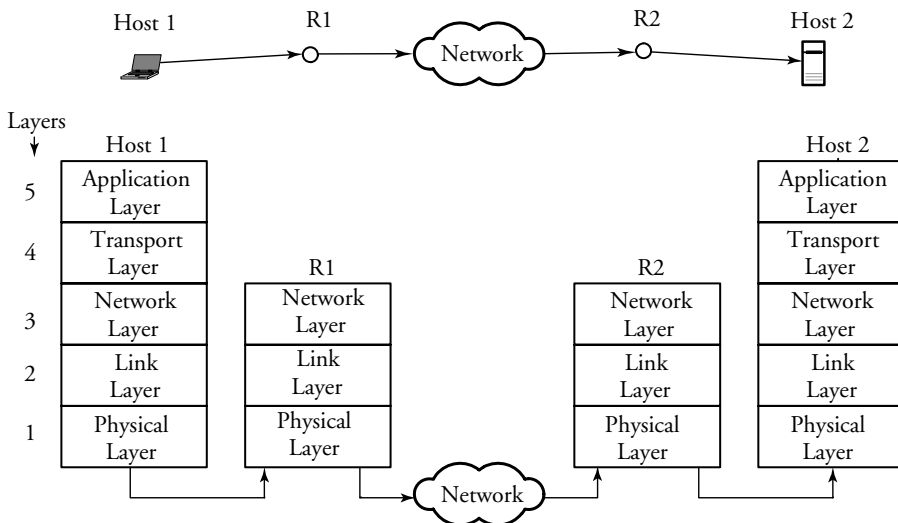 Host 1
R1
Network
R2
Host 2
Layers
Host 1
Host 2
5
Application
Layer
Application
Layer
4
Transport
Layer
Transport
Layer
R1
R2
3
Network
Layer
Network
Layer
Network
Layer
Network
Layer
2
Link
Layer
Link
Layer
Link
Layer
Link
Layer
1
Physical
Layer
Physical
Layer
Physical
Layer
Physical
Layer
Network